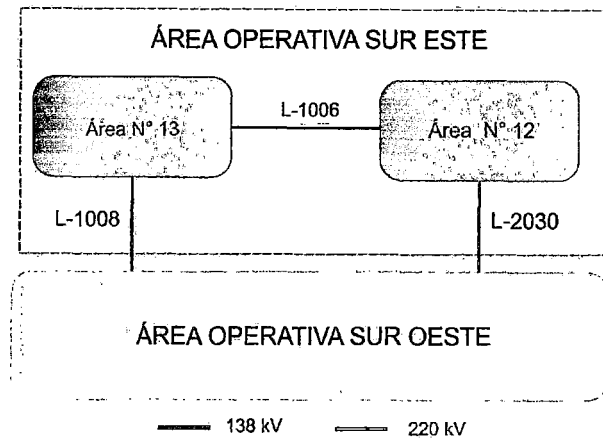 ÁREA OPERATIVA SUR ESTE
L-1006
Área N° 13
Área N° 12
L-1008
L-2030
ÁREA OPERATIVA SUR OESTE
138 kV
220 kV